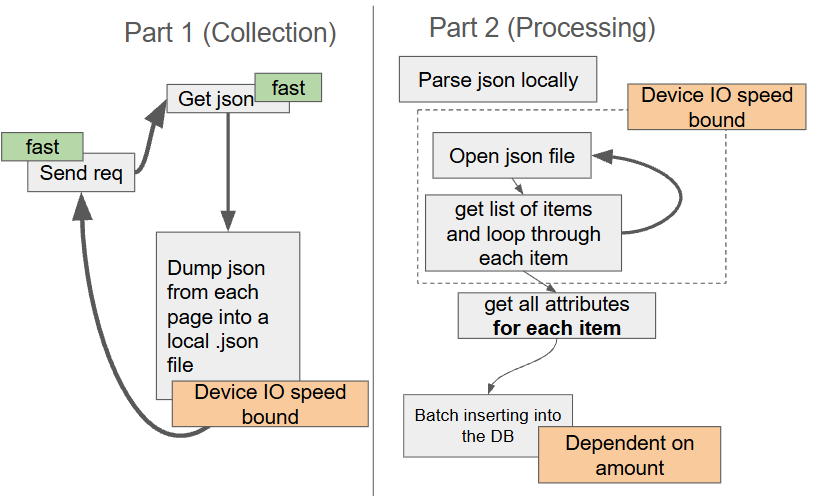 Part 1 (Collection)
fast
Get json
fast
Send req
Dump json
from each
page into a
local .json
file
Device IO speed
bound
Part 2 (Processing)
Parse json locally
Device IO speed
bound
Open json file
get list of items
and loop through
each item
get all attributes
for each item
Batch inserting into
the DB
Dependent on
amount